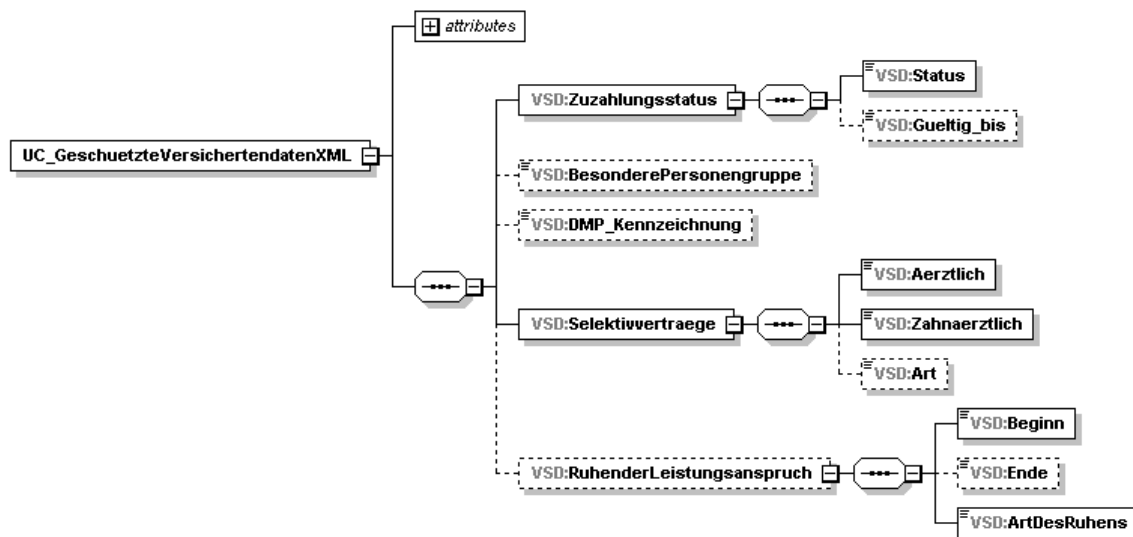 attributes
VSD:Status
VSD:Zuzahlungsstatus
VSD:Gueltig_bis
UC_GeschuetzteVersichertendatenXML
VSD:BesonderePersonengruppe
VSD:DMP_Kennzeichnung
VSD:Aerztlich
VSD:Selektivvertraege
VSD:Zahnaerztlich
VSD:Art
VSD:Beginn
VSD:RuhenderLeistungsanspruch
VSD:Ende
VSD:ArtDesRuhens